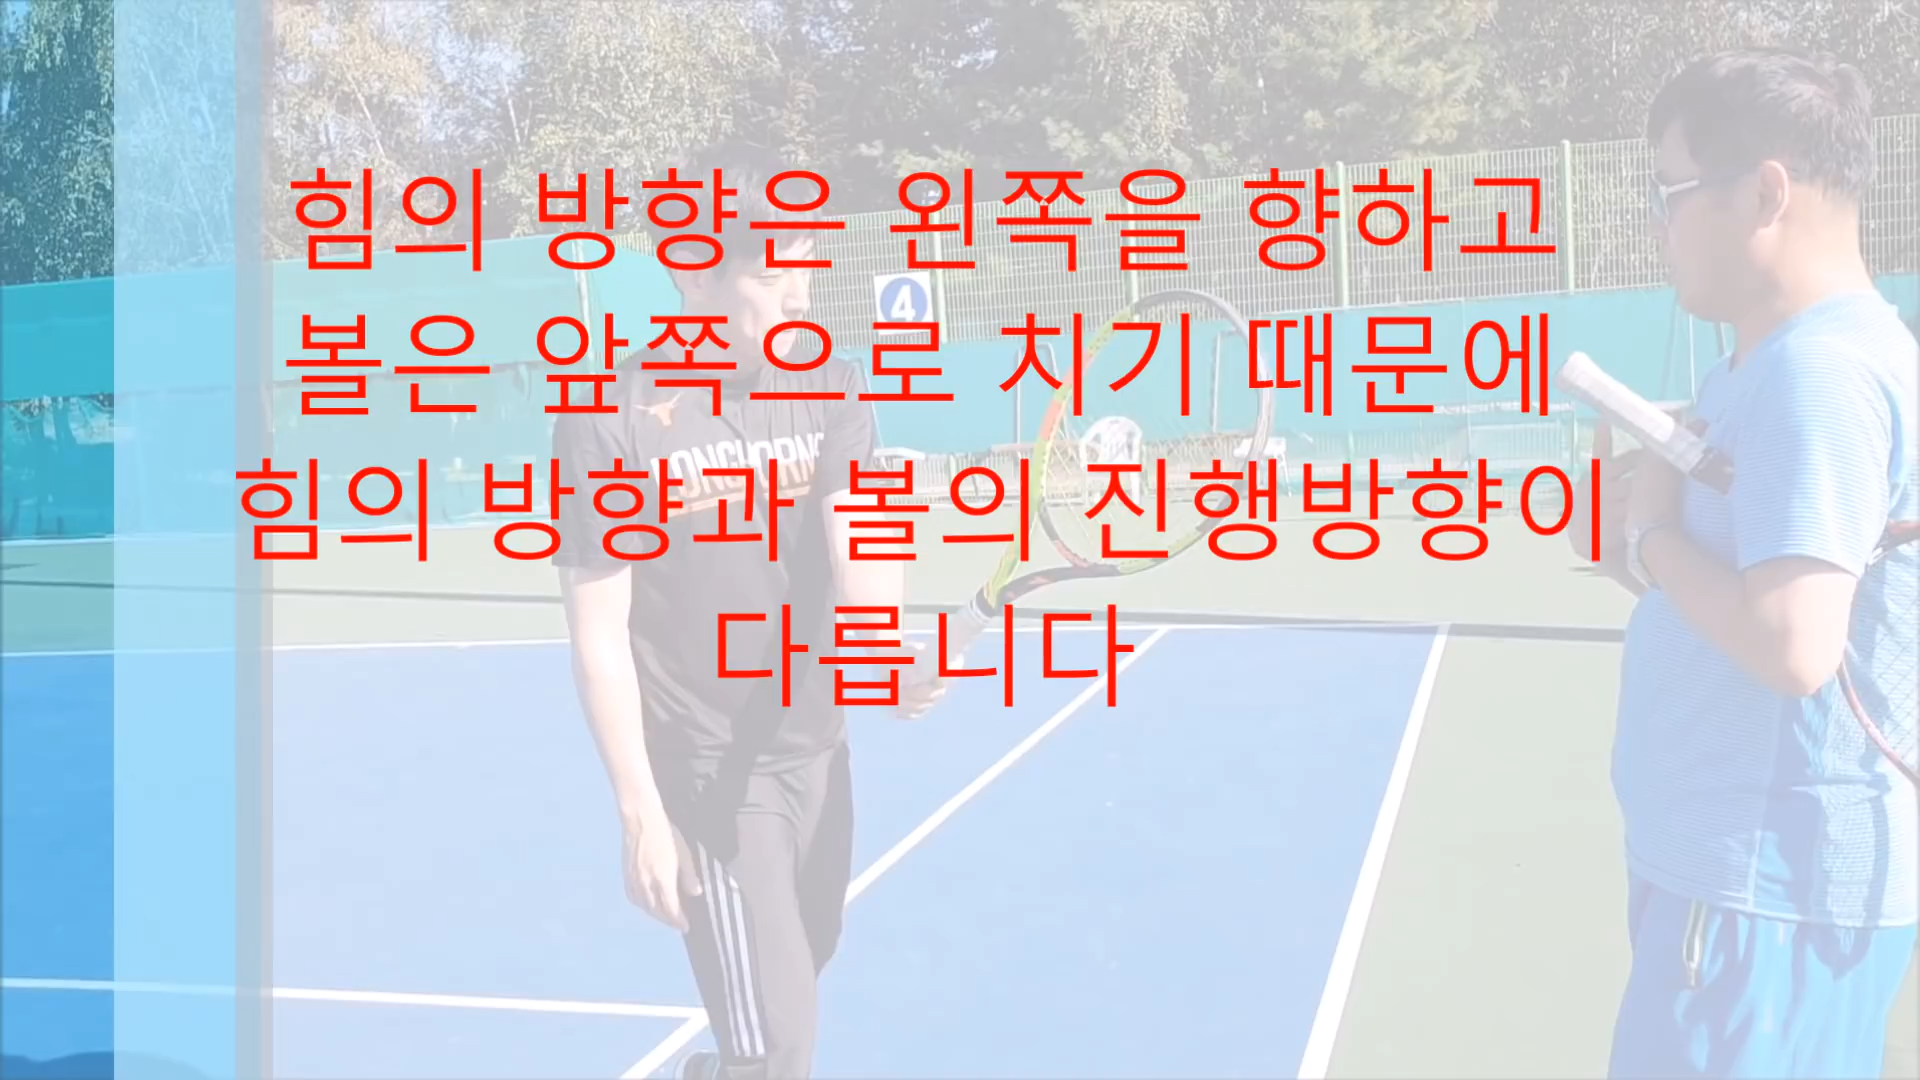 힘의 방향은 왼쪽을 향하고
볼은 앞쪽으로 치기 때문에
힘의 방향과 볼의 진행방향이
다릅니다
4
LONGHORNS